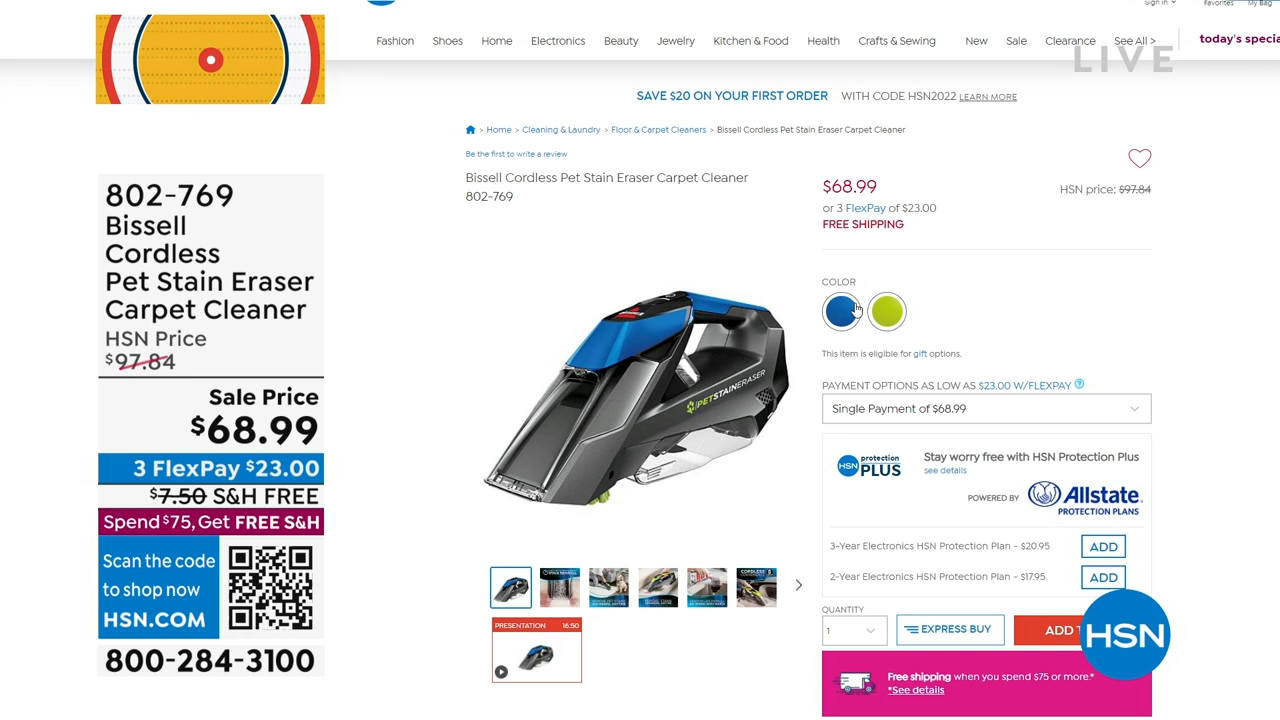 Sign in
Favorites
My Bag
Fashion
Shoes
Home
Electronics
Beauty
Jewelry
Kitchen & Food
Health
Crafts & Sewing
New
Sale
Clearance
See All >
today's specia
LIVE
SAVE $20 ON YOUR FIRST ORDER WITH CODE HSN2022 LEARN MORE
> Home > Cleaning & Laundry > Floor & Carpet Cleaners > Bissell Cordless Pet Stain Eraser Carpet Cleaner
Be the first to write a review
Bissell Cordless Pet Stain Eraser Carpet Cleaner
802-769
$68.99
HSN price: $97.84
or 3 FlexPay of $23.00
FREE SHIPPING
COLOR
This item is eligible for gift options.
PAYMENT OPTIONS AS LOW AS $23.00 W/FLEXPAY ?
Single Payment of $68.99
HSN protection PLUS
Stay worry free with HSN Protection Plus
see details
POWERED BY
Allstate.
PROTECTION PLANS
3-Year Electronics HSN Protection Plan - $20.95
ADD
2-Year Electronics HSN Protection Plan - $17.95
ADD
QUANTITY
1
EXPRESS BUY
ADD T
HSN
Free shipping when you spend $75 or more.*
*See details
BISSELL
PETSTAINERASER
PRESENTATION 16:50
802-769
Bissell
Cordless
Pet Stain Eraser
Carpet Cleaner
HSN Price
$97.84
Sale Price
$68.99
3 FlexPay $23.00
$7.50 S&H FREE
Spend $75, Get FREE S&H
Scan the code
to shop now
HSN.COM
800-284-3100